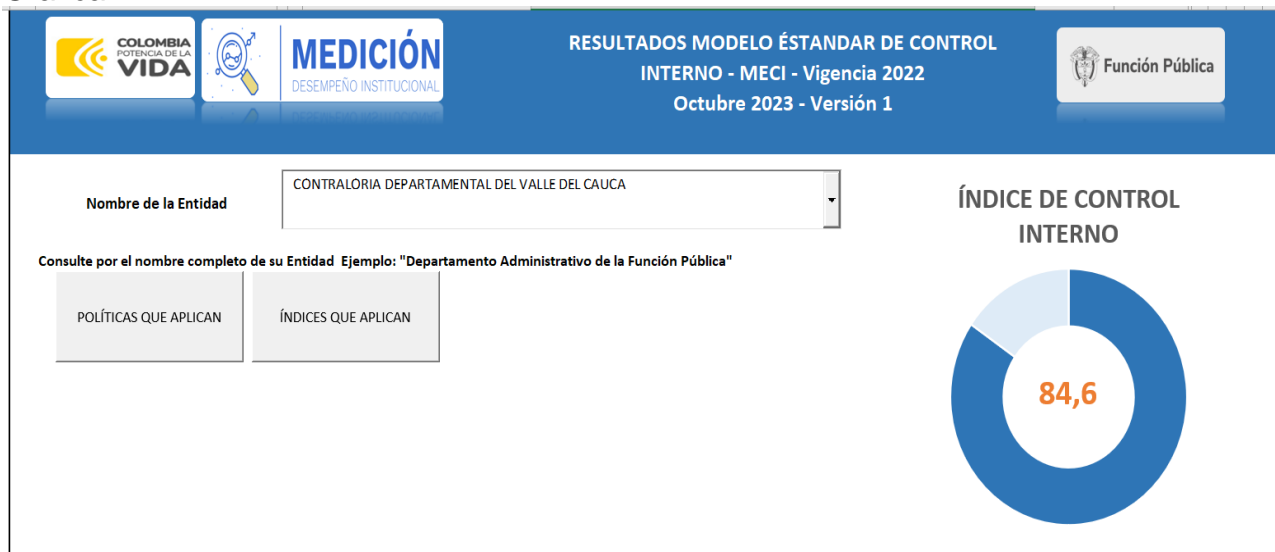 COLOMBIA
POTENCIA DE LA
VIDA
MEDICIÓN
DESEMPEÑO INSTITUCIONAL
RESULTADOS MODELO ÉSTANDAR DE CONTROL
INTERNO - MECI - Vigencia 2022
Octubre 2023 - Versión 1
Función Pública
Nombre de la Entidad
CONTRALORIA DEPARTAMENTAL DEL VALLE DEL CAUCA
ÍNDICE DE CONTROL
INTERNO
Consulte por el nombre completo de su Entidad Ejemplo: "Departamento Administrativo de la Función Pública"
POLÍTICAS QUE APLICAN
ÍNDICES QUE APLICAN
84,6